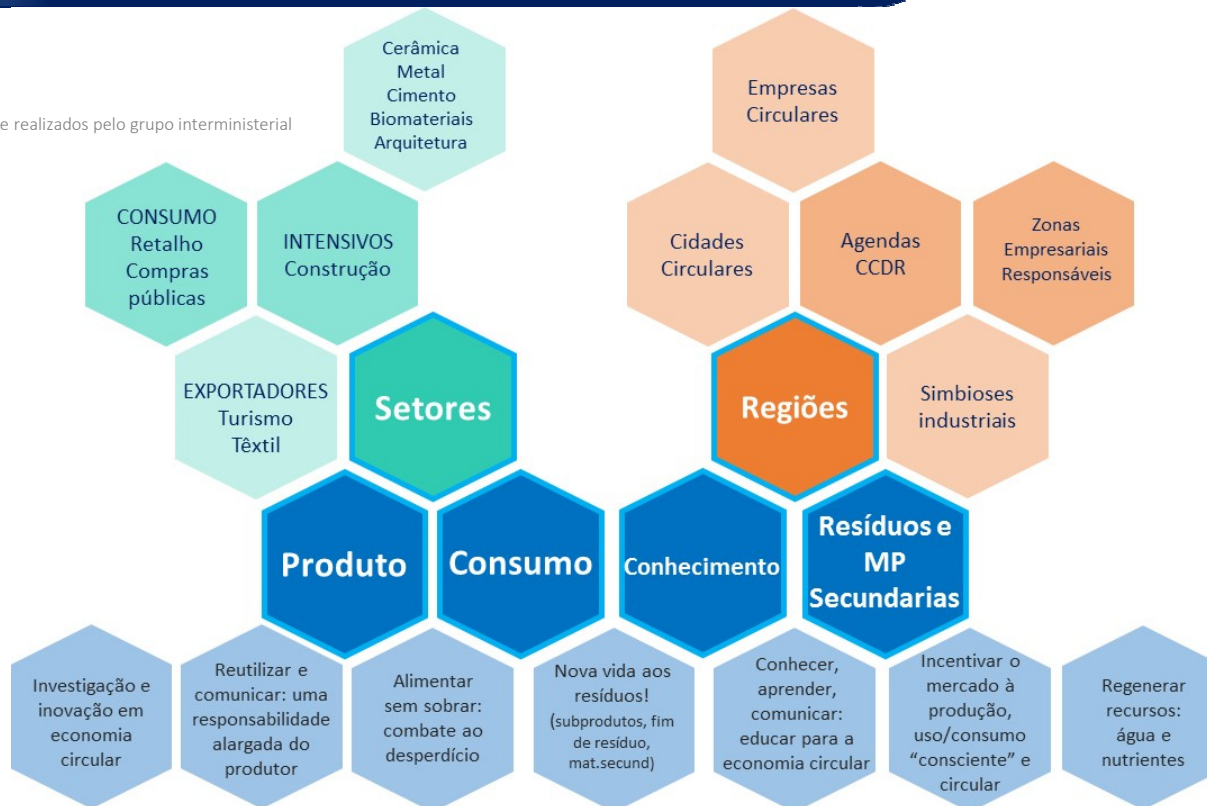 e realizados pelo grupo interministerial
Cerâmica
Metal
Cimento
Biomateriais
Arquitetura
CONSUMO
Retalho
Compras
públicas
INTENSIVOS
Construção
EXPORTADORES
Turismo
Têxtil
Setores
Empresas
Circulares
Cidades
Circulares
Agendas
CCDR
Zonas
Empresariais
Responsáveis
Regiões
Simbioses
industriais
Produto
Consumo
Conhecimento
Resíduos e
MP
Secundarias
Investigação e
inovação em
economia
circular
Reutilizar e
comunicar: uma
responsabilidade
alargada do
produtor
Alimentar
sem sobrar:
combate ao
desperdício
Nova vida aos
resíduos!
(subprodutos, fim
de resíduo,
mat.secund)
Conhecer,
aprender,
comunicar:
educar para a
economia circular
Incentivar o
mercado à
produção,
uso/consumo
“consciente” e
circular
Regenerar
recursos:
água e
nutrientes